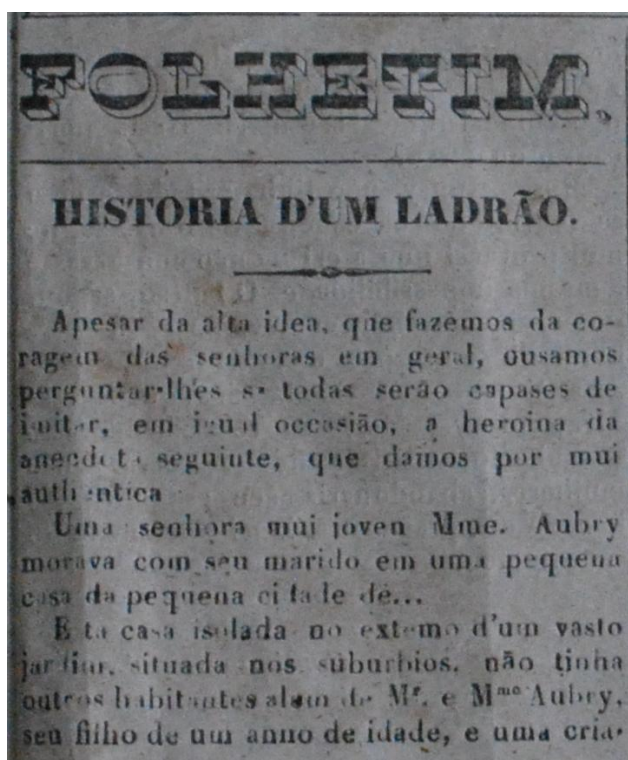 FOLHETIM.
HISTORIA D'UM LADRÃO.
Apesar da alta idea, que fazemos da co-
ragem das senhoras em geral, ousamos
perguntar-lhes se todas serão capases de
imitar, em igual occasião, a heroina da
anecdota seguinte, que damos por mui
authentica
Uma senhora mui joven Mme. Aubry
morava com seu marido em uma pequena
casa da pequena cidade de...
Esta casa isolada no extemo d'um vasto
jardim, situada nos suburbios, não tinha
outros habitantes alem de Mr. e Mme Aubry,
seu filho de um anno de idade, e uma cria-